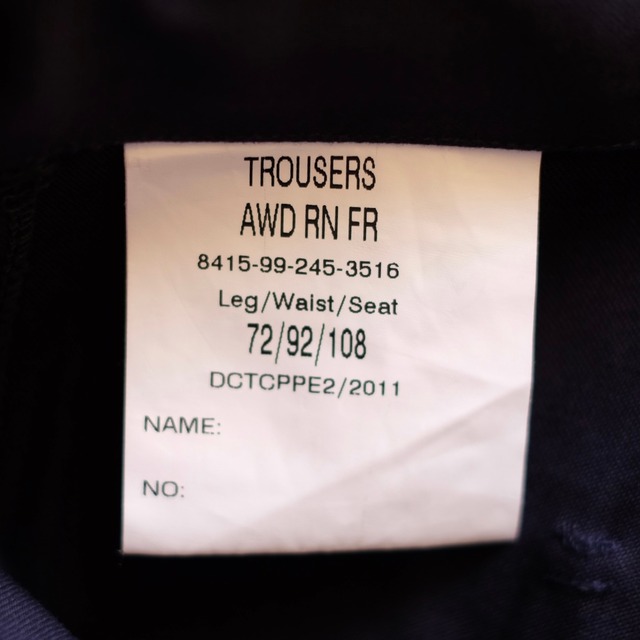 TROUSERS
AWD RN FR
8415-99-245-3516
Leg/Waist/Seat
72/92/108
DCTCPPE2/2011
NAME:
NO: